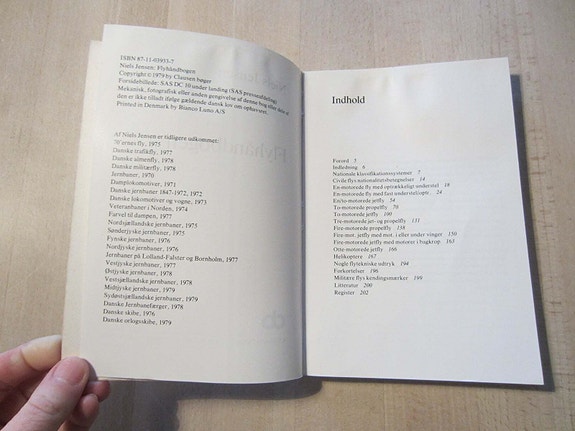 ISBN 87-11-03953-7
Niels Jensen: Flyhåndbogen
Copyright © 1979 by Clausen bøger
Forsidebillede: SAS DC 10 under landing (SAS presseafdeling)
Mekanisk, fotografisk eller anden gengivelse af denne bog eller dele af
den er ikke tilladt ifølge gældende dansk lov om ophavsret.
Printed in Denmark by Bianco Luno A/S
Af Niels Jensen er tidligere udkommet:
Stjernesfly, 1975
Danske trafikfly, 1977
Danske almenfly, 1978
Danske militærfly, 1978
Jernbaner, 1970
Damplokomotiver, 1971
Danske jernbaner 1847-1972, 1972
Danske lokomotiver og vogne, 1973
Veteranbaner i Norden, 1974
Farvel til dampen, 1977
Nordsjællandske jernbaner, 1975
Sønderjyske jernbaner, 1975
Fynske jernbaner, 1976
Nordjyske jernbaner, 1976
Jernbaner på Lolland-Falster og Bornholm, 1977
Vestjyske jernbaner, 1977
Østjyske jernbaner, 1978
Vestsjællandske jernbaner, 1978
Midtjyske jernbaner, 1979
Sydøstsjællandske jernbaner, 1979
Danske Jernbanefærger, 1978
Danske skibe, 1976
Danske orlogsskibe, 1979
Indhold
Forord 5
Indledning 6
Nationale klassifikationssystemer 7
Civile flys nationalitetsbetegnelser 14
En-motorede fly med optrækkeligt understel 18
En-motorede fly med fast understel/opti. 24
En/to-motorede jetfly 54
To-motorede propelfly 70
To-motorede jetfly 100
Tre-motorede jet- og propelfly 131
Fire-motorede propelfly 138
Fire-mot. jetfly med mot. i eller under vinger 150
Fire-motorede jetfly med motorer i bagkrop. 163
Otte-motorede jetfly 166
Helikoptere 167
Nogle flytekniske udtryk 194
Forkortelser 196
Militære flys kendingsmærker 199
Litteratur 200
Register 202